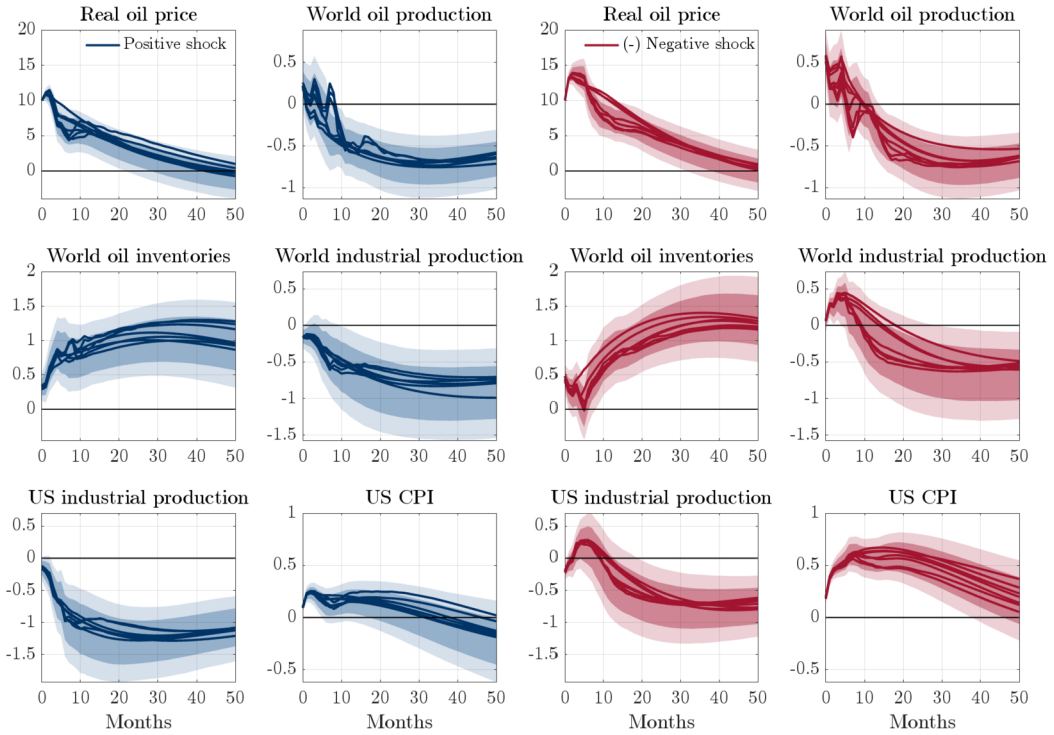 Real oil price World oil production Real oil price World oil production
20 Positive shock 20 (-) Negative shock
15 0.5 15 0.5
10 0 10 0
5 -0.5 5 -0.5
0 -1 0 -1
0 10 20 30 40 50 0 10 20 30 40 50 0 10 20 30 40 50 0 10 20 30 40 50
World oil inventories World industrial production World oil inventories World industrial production
2 0.5 2 0.5
1.5 0 1.5 0
1 -0.5 1 -0.5
0.5 -1 0.5 -1
0 -1.5 0 -1.5
0 10 20 30 40 50 0 10 20 30 40 50 0 10 20 30 40 50 0 10 20 30 40 50
US industrial production US CPI US industrial production US CPI
0.5 1 0.5 1
0 0.5 0 0.5
-0.5 0 -0.5 0
-1 -0.5 -1 -0.5
-1.5 -1.5
0 10 20 30 40 50 0 10 20 30 40 50 0 10 20 30 40 50 0 10 20 30 40 50
Months Months Months Months